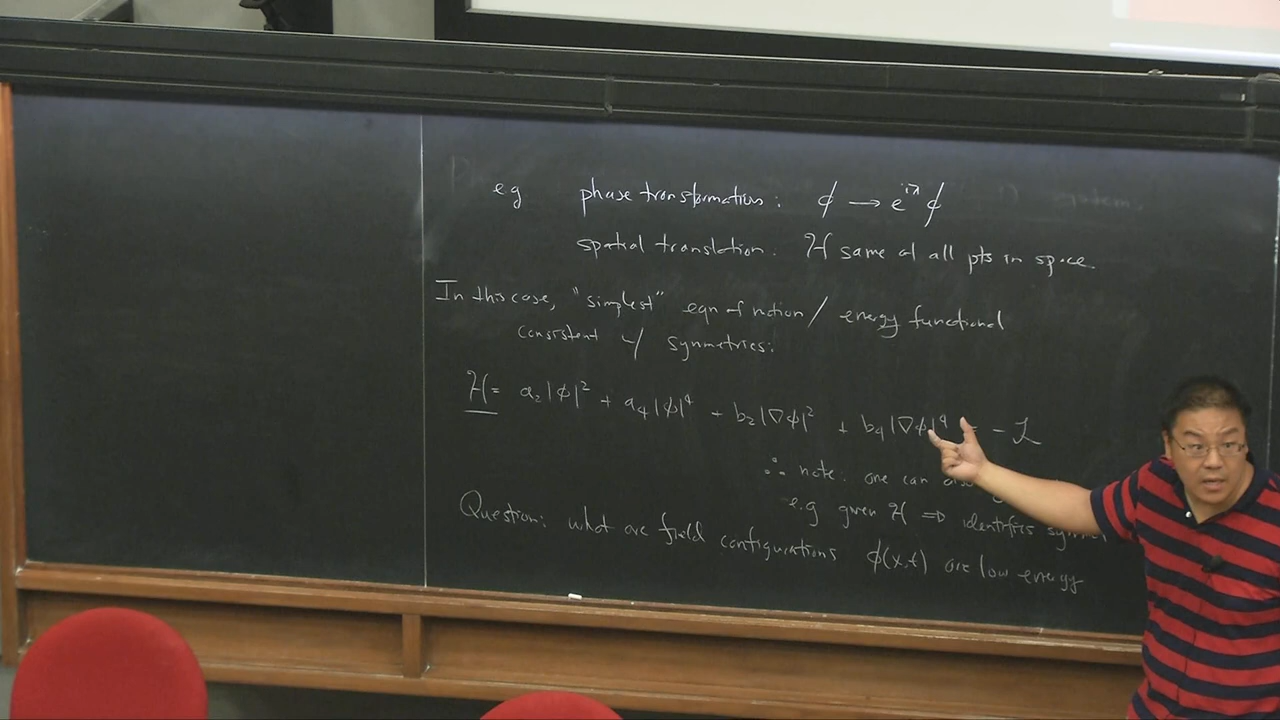 eg phase transformation: ϕ → e^{iλ} ϕ
spatial translation. H same at all pts in space
In this case, "simplest" eqn of motion / energy functional
consistent w/ symmetries:
H = a₂|ϕ|² + a₄|ϕ|⁴ + b₂|∇ϕ|² + b₄|∇ϕ|⁴ = - L
∴ note: one can
e.g given H ⇒ identifies
Question: what are field configurations ϕ(x,t) are low energy